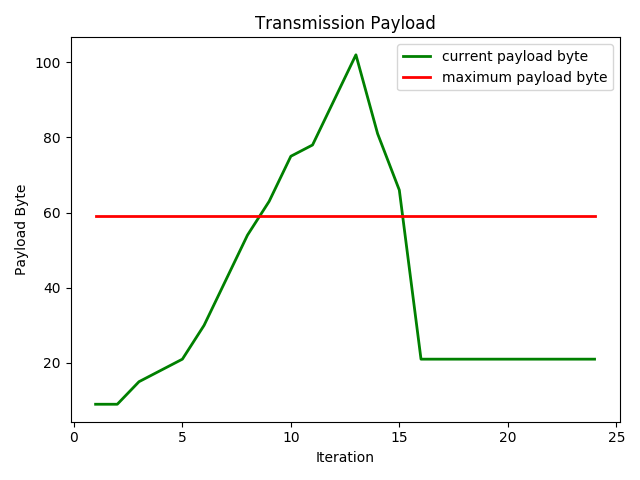 Transmission Payload
current payload byte
maximum payload byte
100
80
60
40
20
Payload Byte
0
5
10
15
20
25
Iteration